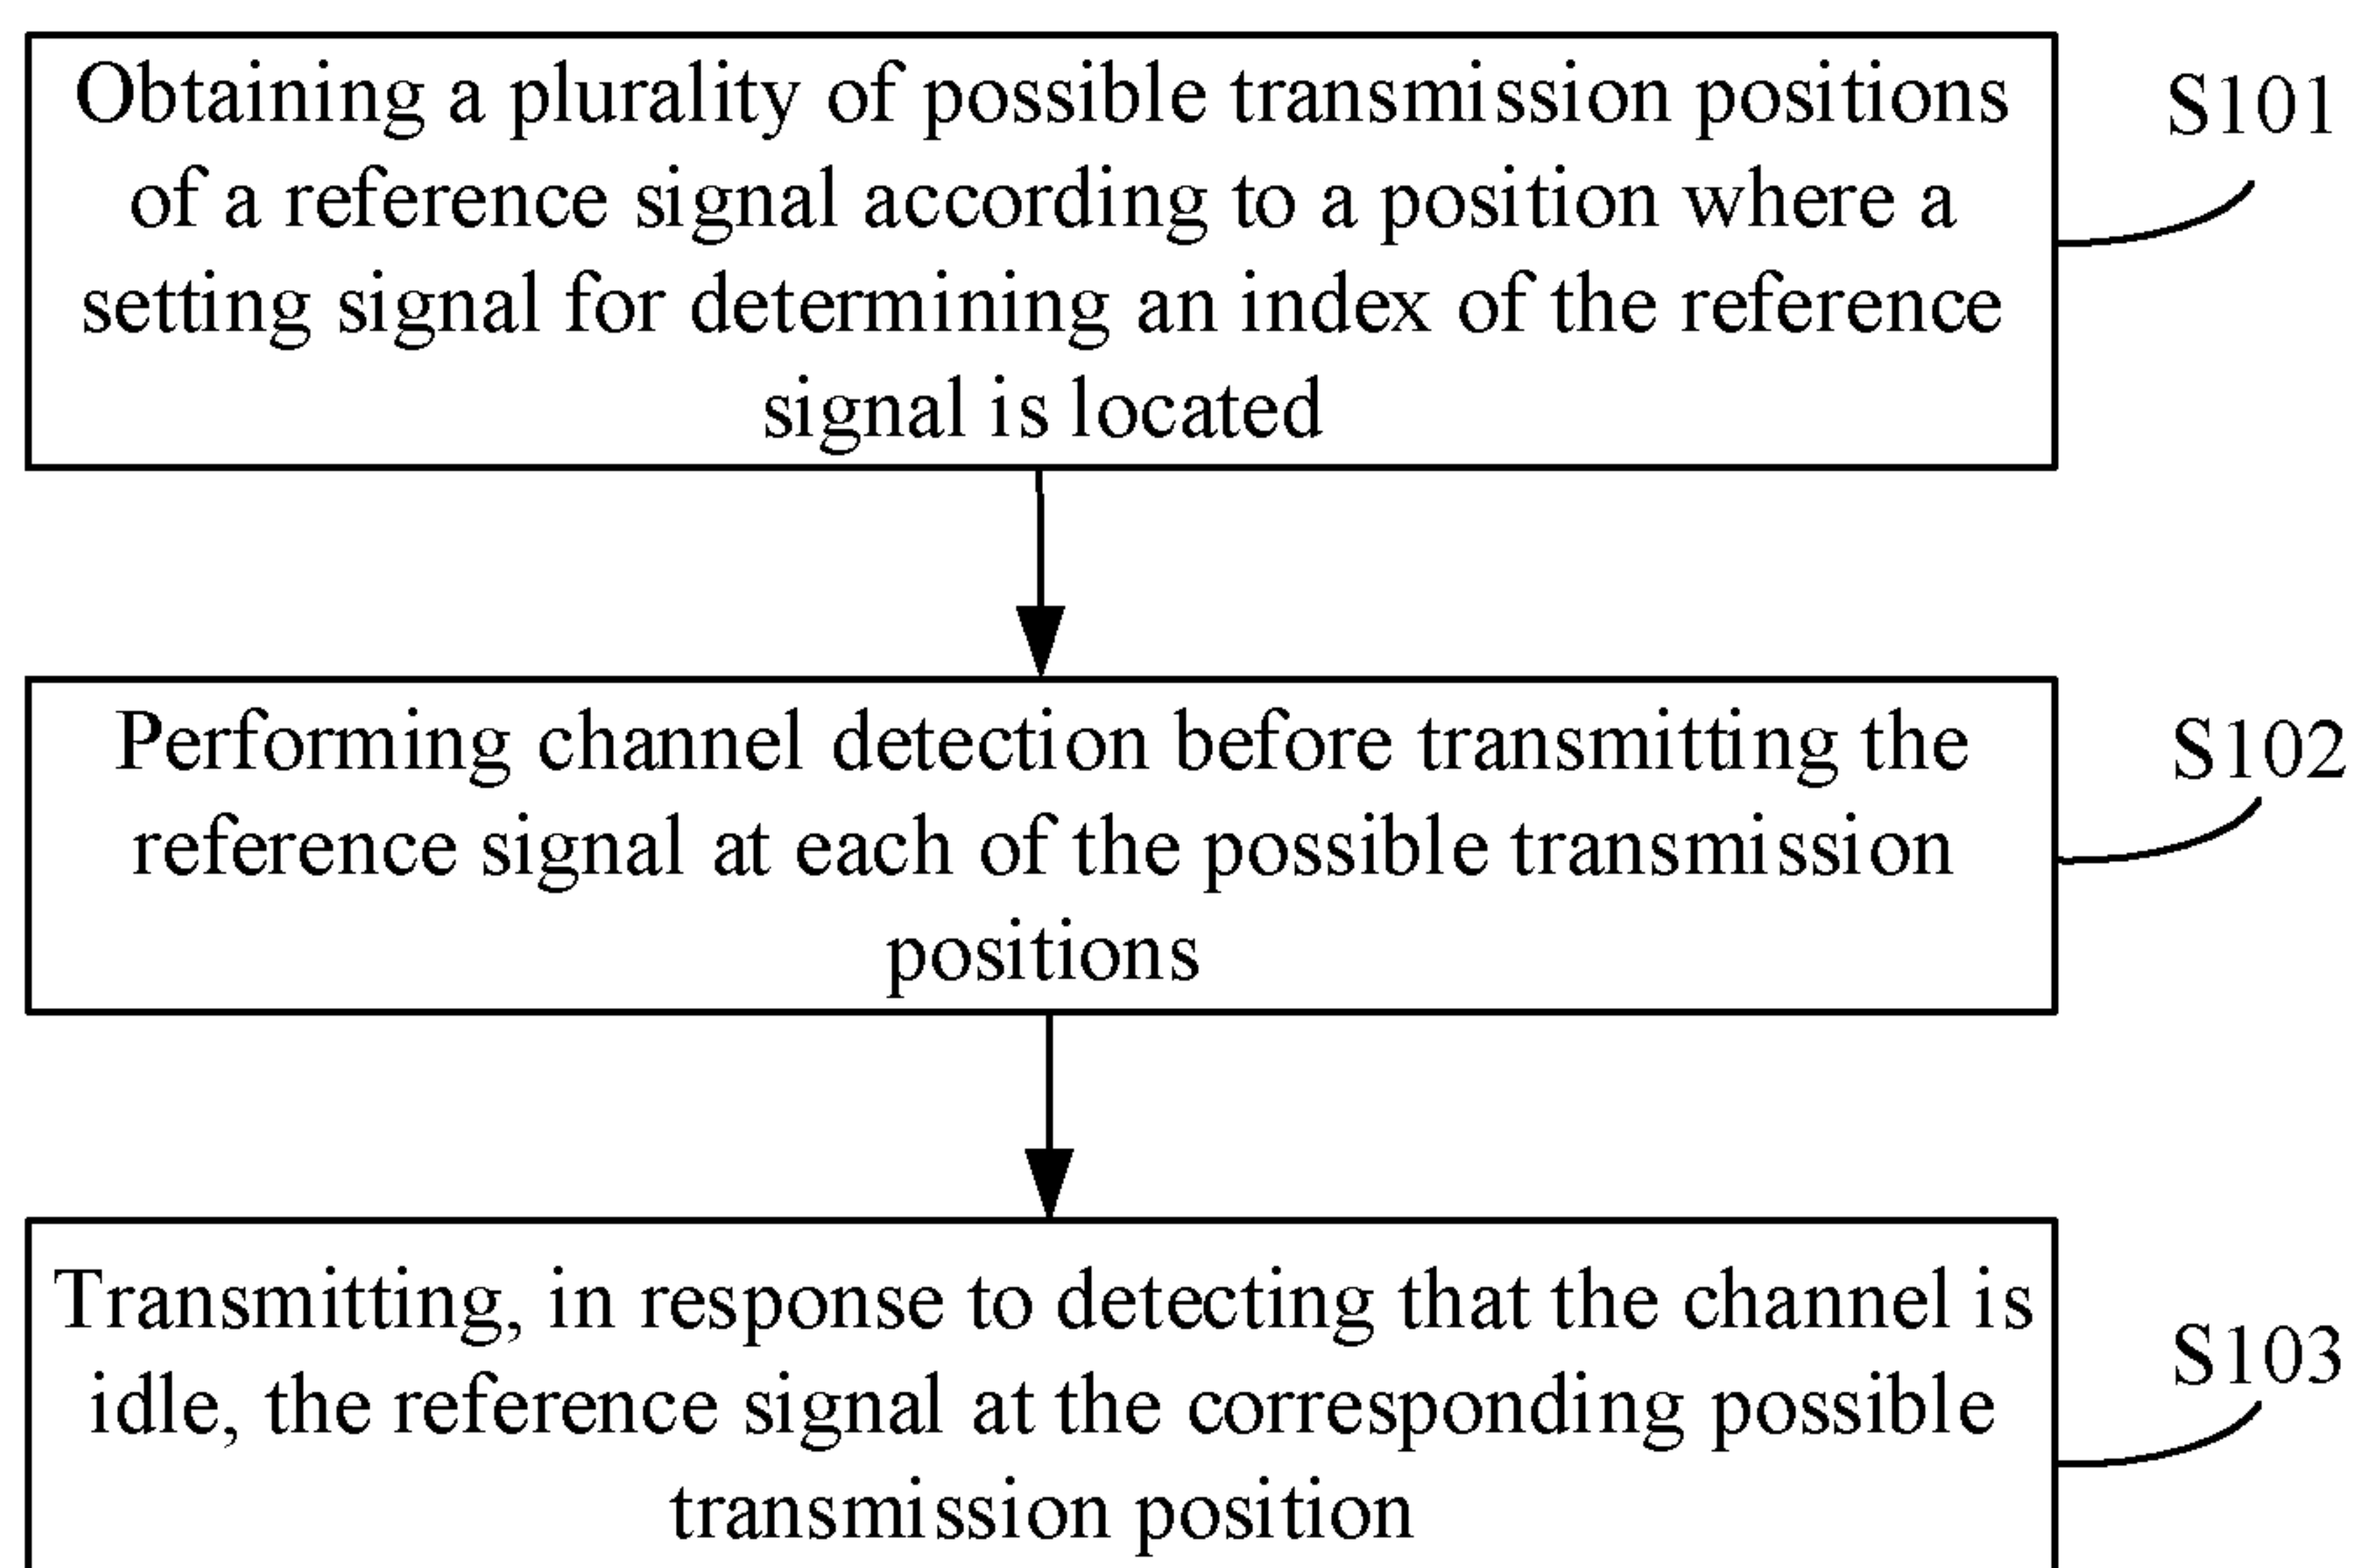 Obtaining a plurality of possible transmission positions
of a reference signal according to a position where a
setting signal for determining an index of the reference
signal is located
S101
Performing channel detection before transmitting the
reference signal at each of the possible transmission
positions
S102
Transmitting, in response to detecting that the channel is
idle, the reference signal at the corresponding possible
transmission position
S103